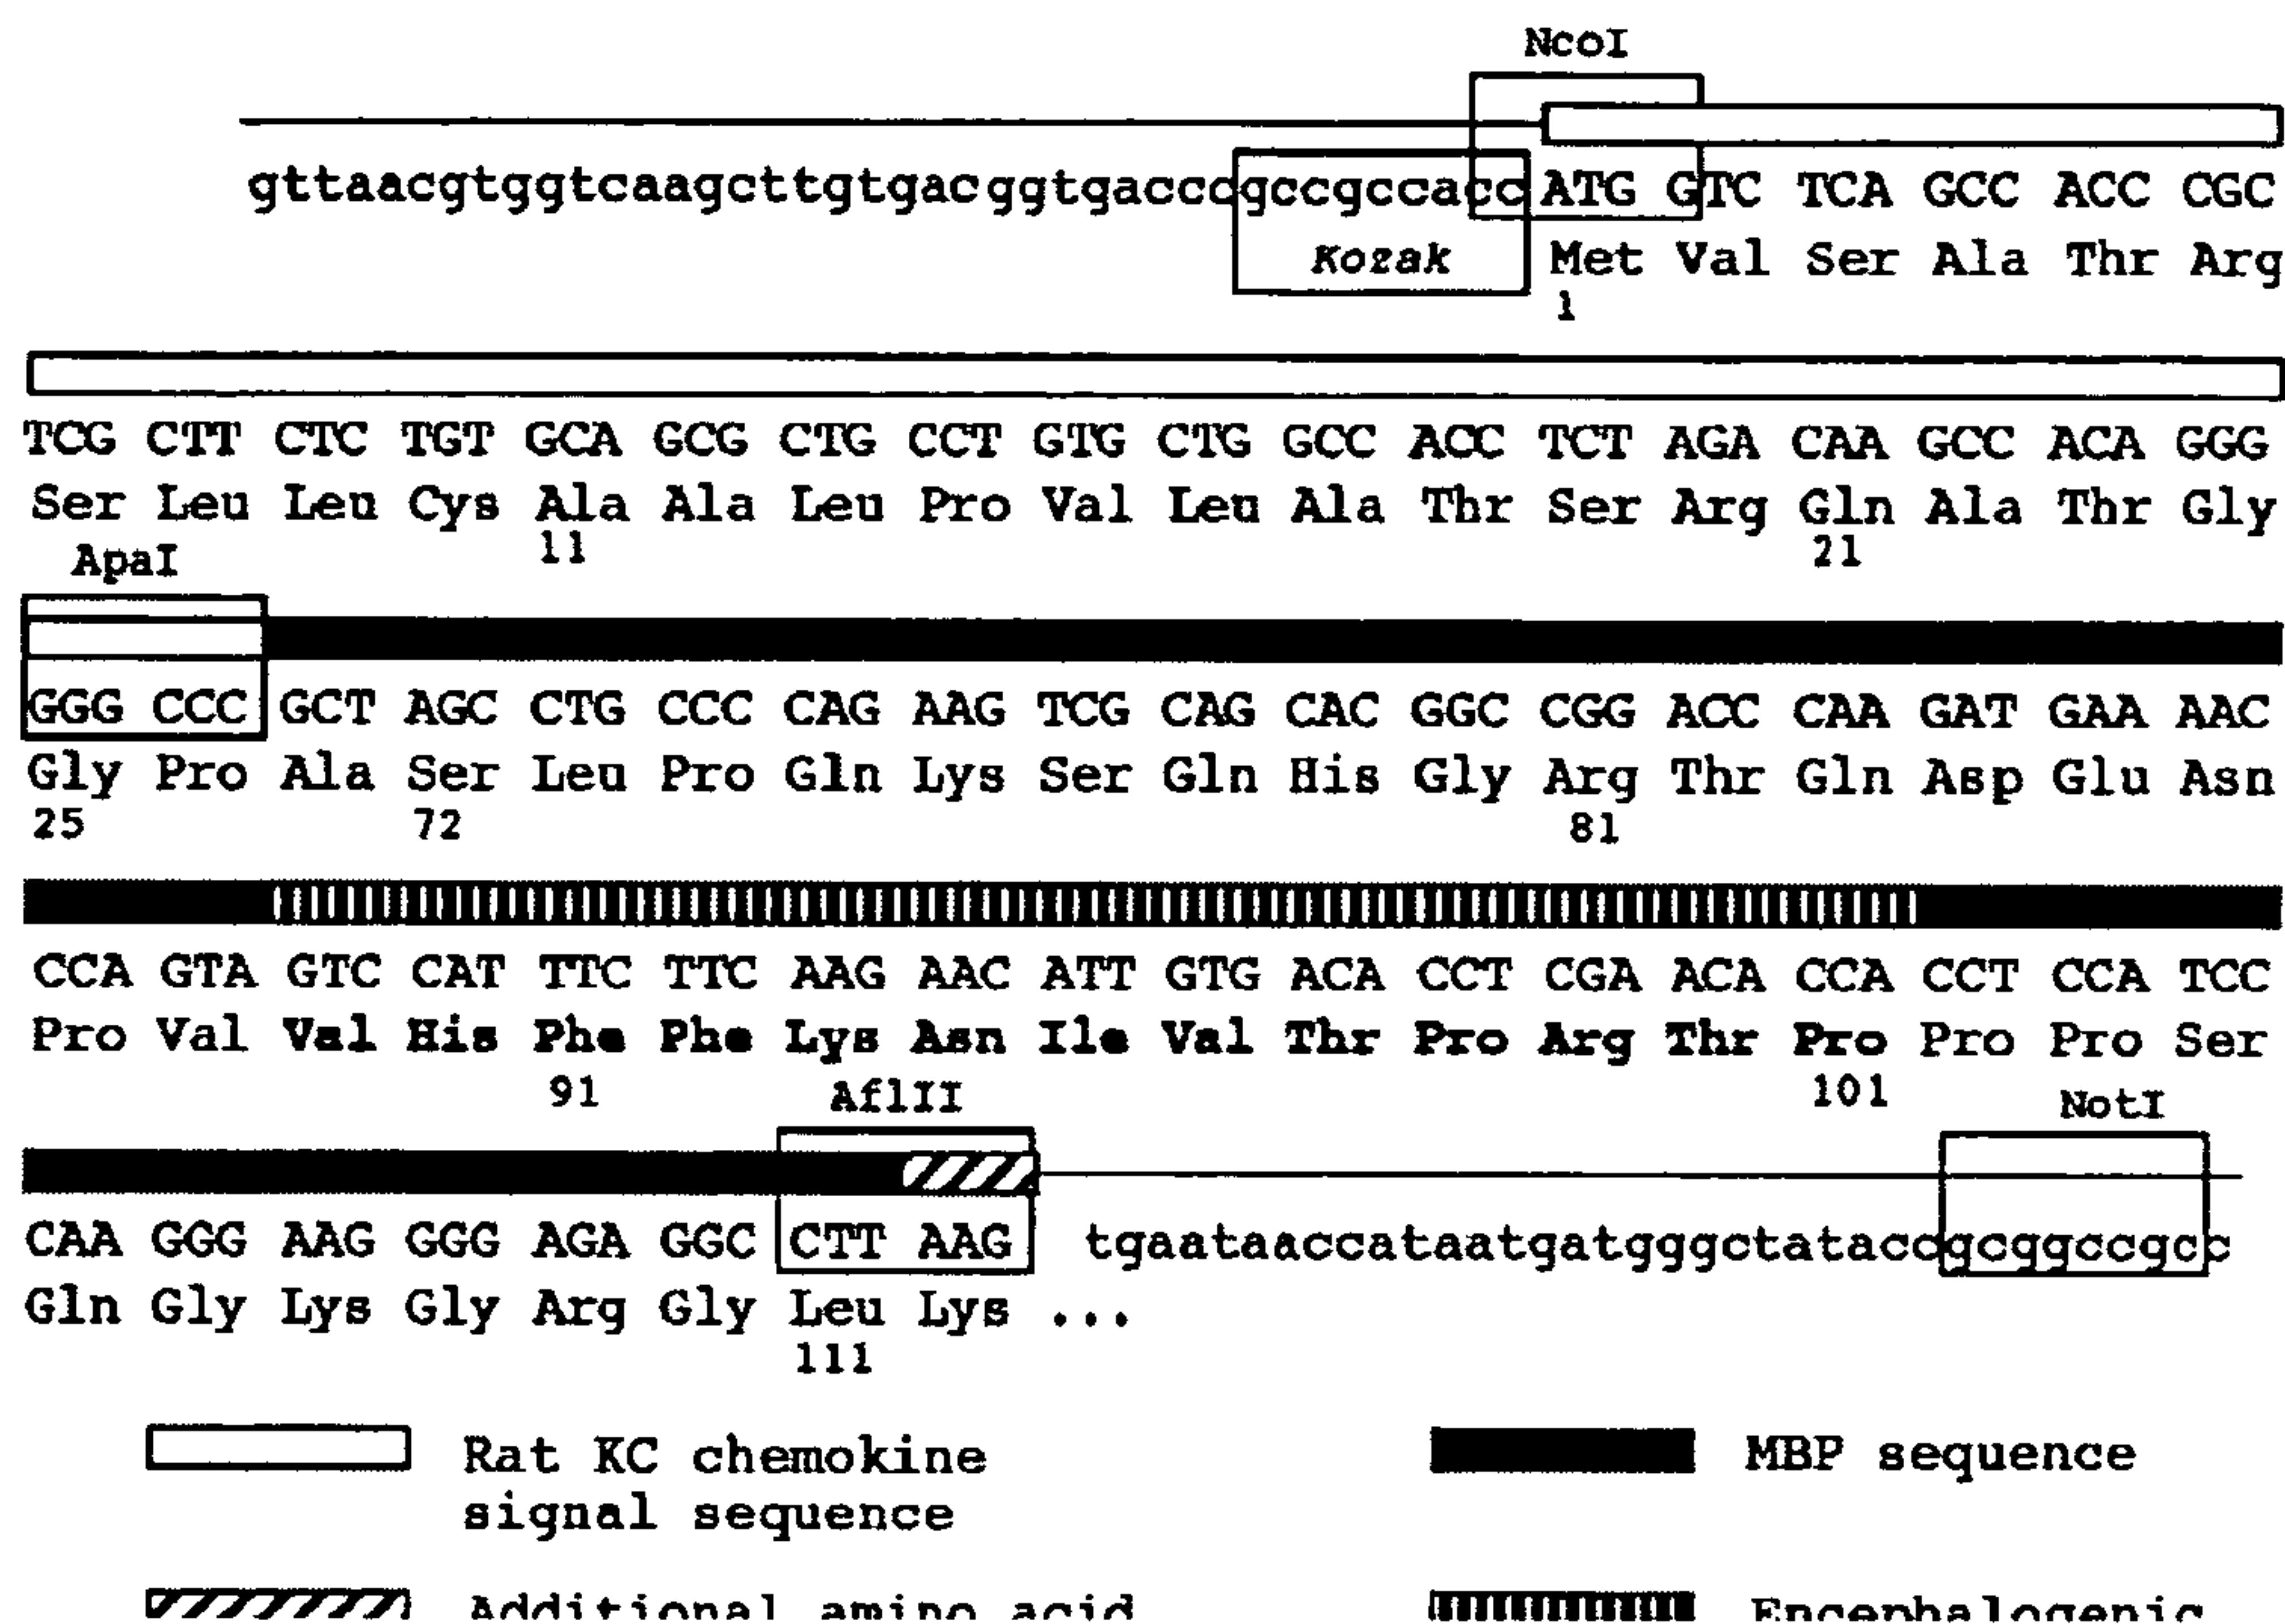 NcoI
gttaacgtggtcaagcttgtgacggtgacccgccgccacc ATG GTC TCA GCC ACC CGC
Kozak Met Val Ser Ala Thr Arg
1
TCG CTT CTC TGT GCA GCG CTG CCT GTG CTG GCC ACC TCT AGA CAA GCC ACA GGG
Ser Leu Leu Cys Ala Ala Leu Pro Val Leu Ala Thr Ser Arg Gln Ala Thr Gly
11 21
ApaI
GGG CCC GCT AGC CTG CCC CAG AAG TCG CAG CAC GGC CGG ACC CAA GAT GAA AAC
Gly Pro Ala Ser Leu Pro Gln Lys Ser Gln His Gly Arg Thr Gln Asp Glu Asn
25 72 81
CCA GTA GTC CAT TTC TTC AAG AAC ATT GTG ACA CCT CGA ACA CCA CCT CCA TCC
Pro Val Val His Phe Phe Lys Asn Ile Val Thr Pro Arg Thr Pro Pro Pro Ser
91 101
AflII NotI
CAA GGG AAG GGG AGA GGC CTT AAG tgaataaccataatgatgggctataccgcggccgcc
Gln Gly Lys Gly Arg Gly Leu Lys ...
111
Rat KC chemokine
signal sequence
MBP sequence
Additional amino acid
Encephalogenic